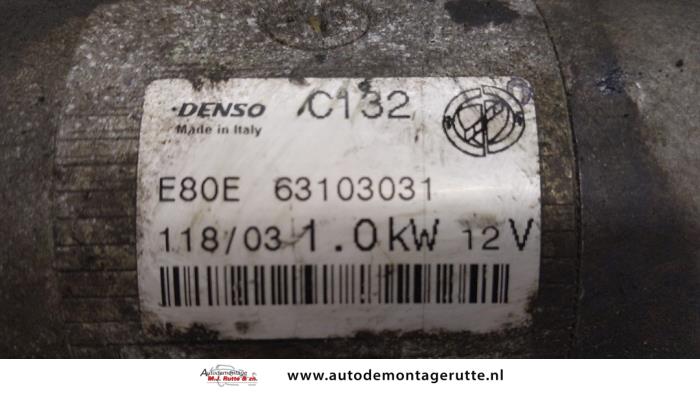 DENSO C132
Made in Italy
E80E 63103031
118/03 1.0kW 12V
Autodemontage
M.J. Rutte & zn.
www.autodemontagerutte.nl